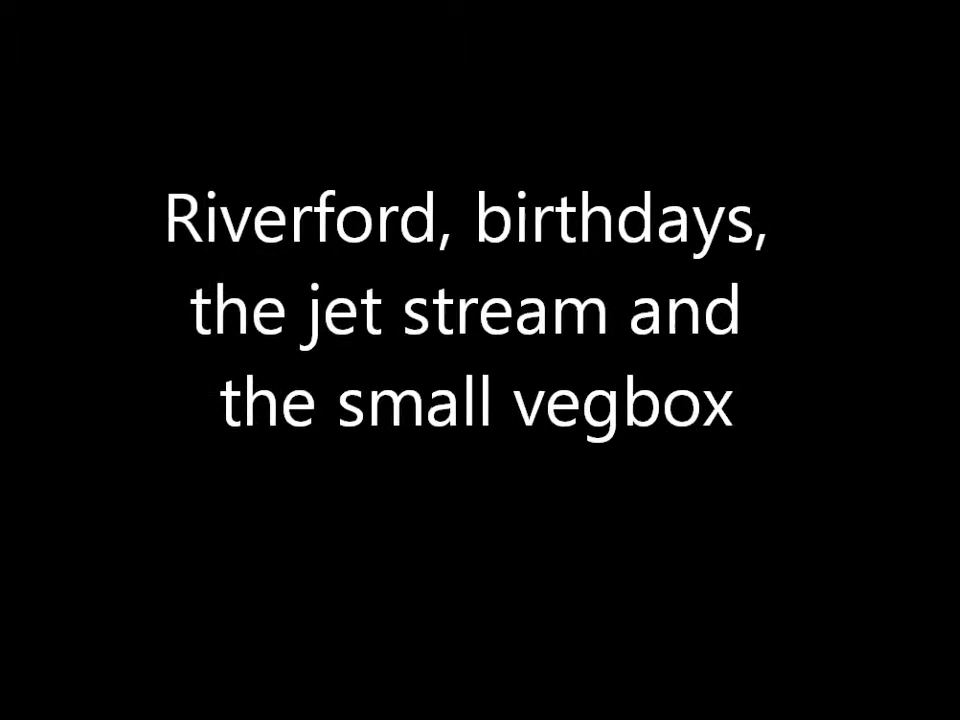 Riverford, birthdays,
the jet stream and
the small vegbox